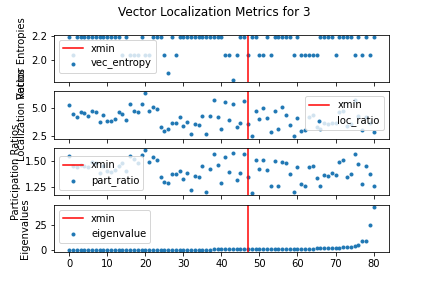 Vector Localization Metrics for 3
Vector Entropies
2.2
2.0
xmin
vec_entropy
Localization Ratios
5.0
2.5
xmin
loc_ratio
Participation Ratios
1.50
1.25
xmin
part_ratio
Eigenvalues
25
0
xmin
eigenvalue
0 10 20 30 40 50 60 70 80